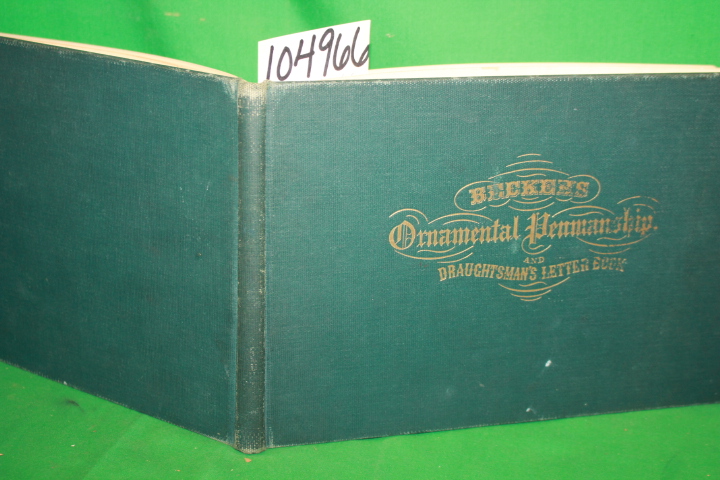 104966
BECKER'S
Ornamental Penmanship.
AND
DRAUGHTSMAN'S LETTER BOOK